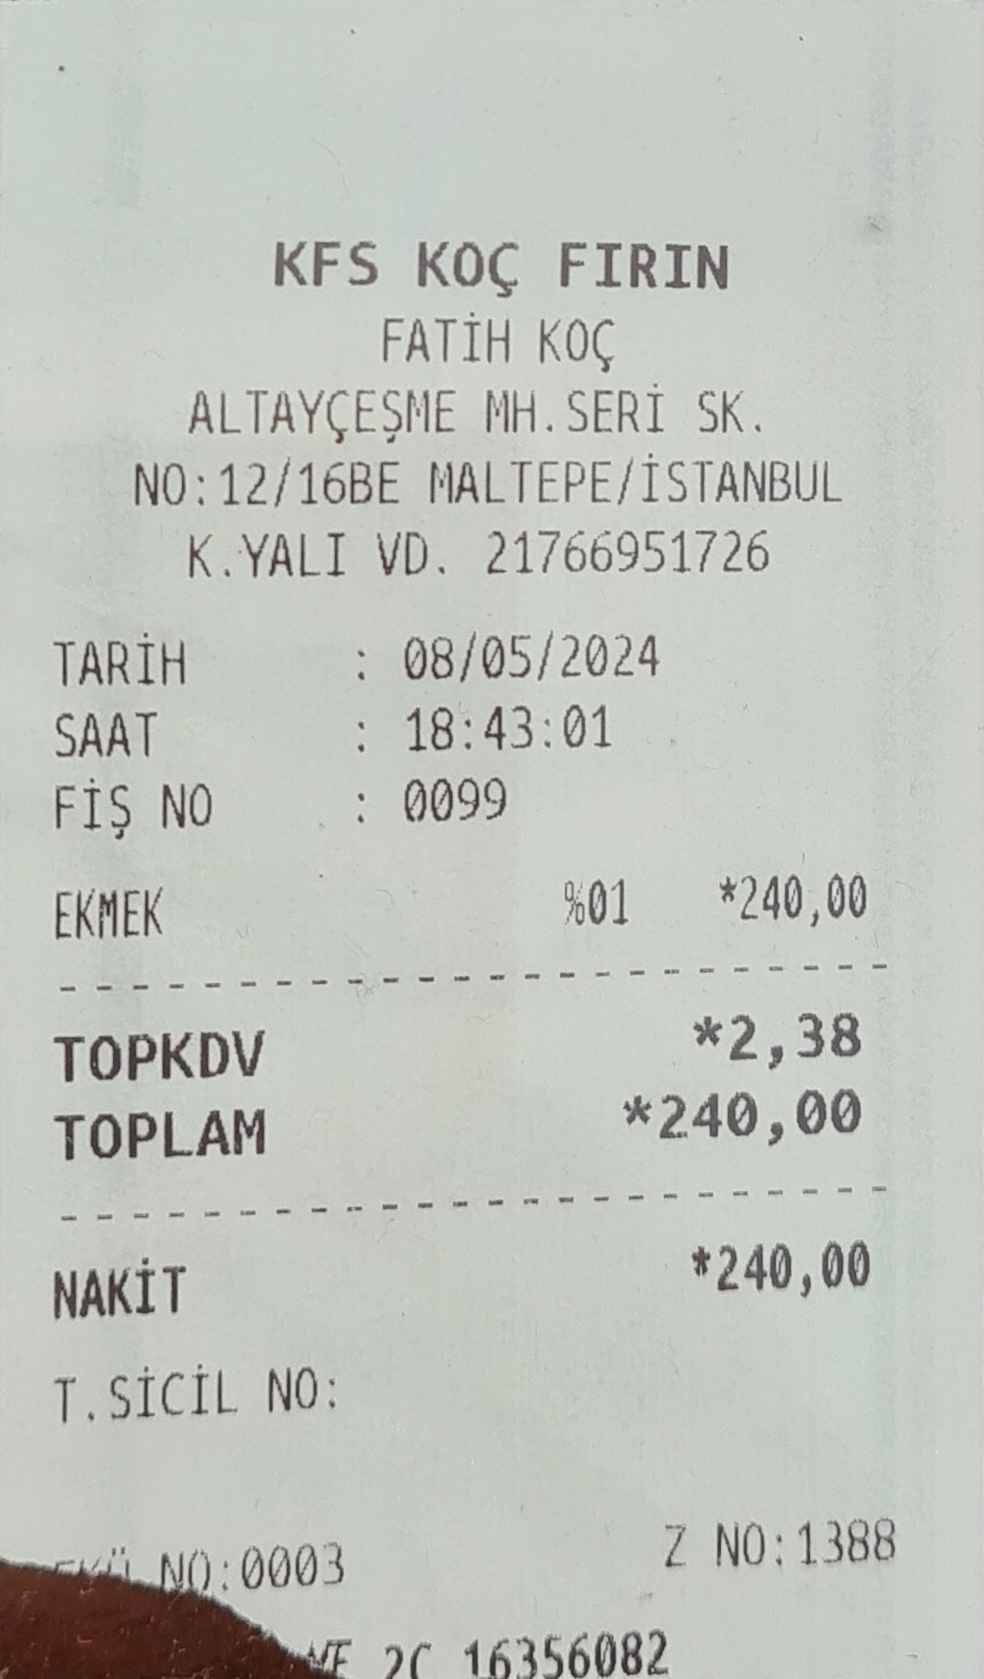 KFS KOÇ FIRIN
FATİH KOÇ
ALTAYÇEŞME MH.SERİ SK.
NO:12/16BE MALTEPE/İSTANBUL
K.YALI VD. 21766951726
TARİH : 08/05/2024
SAAT : 18:43:01
FİŞ NO : 0099
EKMEK %01 *240,00
TOPKDV *2,38
TOPLAM *240,00
NAKİT *240,00
T.SİCİL NO:
NO:0003 Z NO:1388
2C 16356082